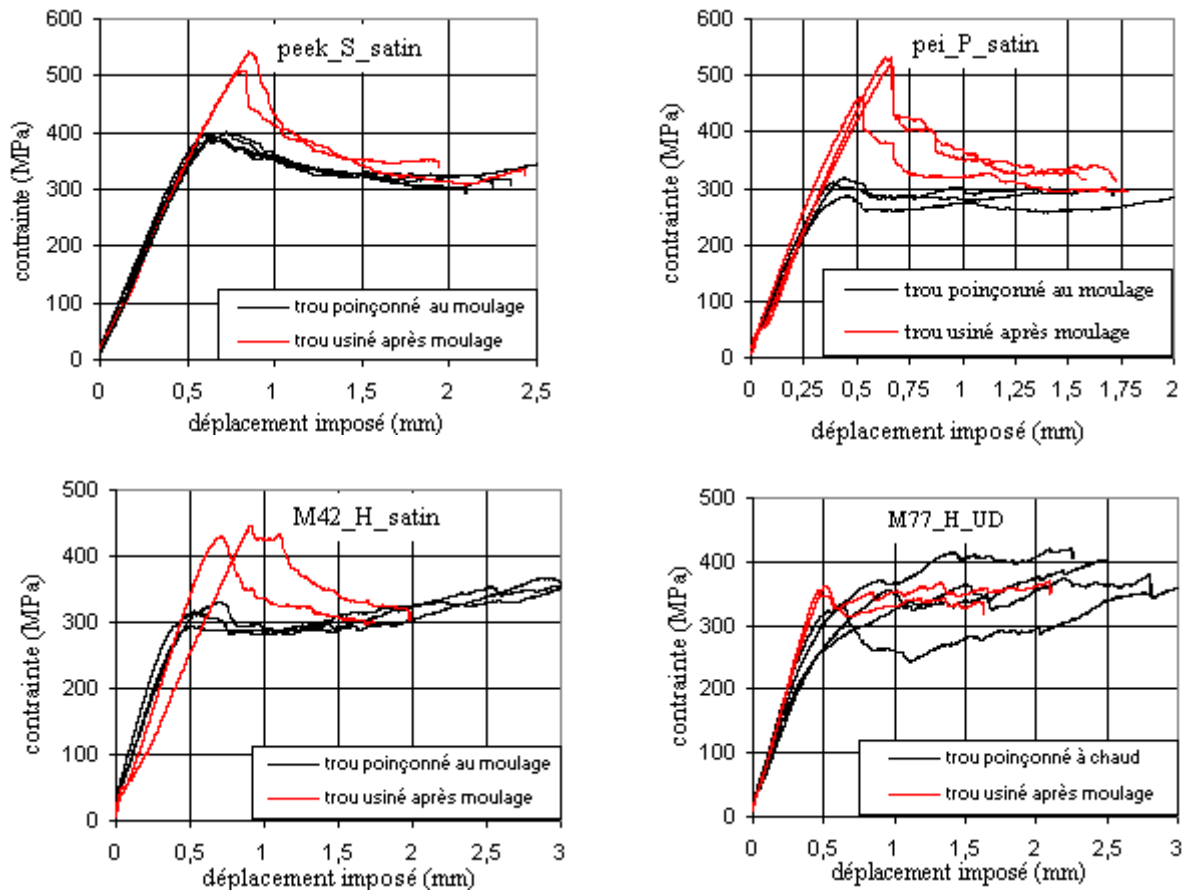 peek_S_satin
contrainte (MPa)
600
500
400
300
200
100
0
trou poinçonné au moulage
trou usiné après moulage
0 0,5 1 1,5 2 2,5
déplacement imposé (mm)
pei_P_satin
contrainte (MPa)
600
500
400
300
200
100
0
trou poinçonné au moulage
trou usiné après moulage
0 0,25 0,5 0,75 1 1,25 1,5 1,75 2
déplacement imposé (mm)
M42_H_satin
contrainte (MPa)
500
400
300
200
100
0
trou poinçonné au moulage
trou usiné après moulage
0 0,5 1 1,5 2 2,5 3
déplacement imposé (mm)
M77_H_UD
contrainte (MPa)
500
400
300
200
100
0
trou poinçonné à chaud
trou usiné après moulage
0 0,5 1 1,5 2 2,5 3
déplacement imposé (mm)